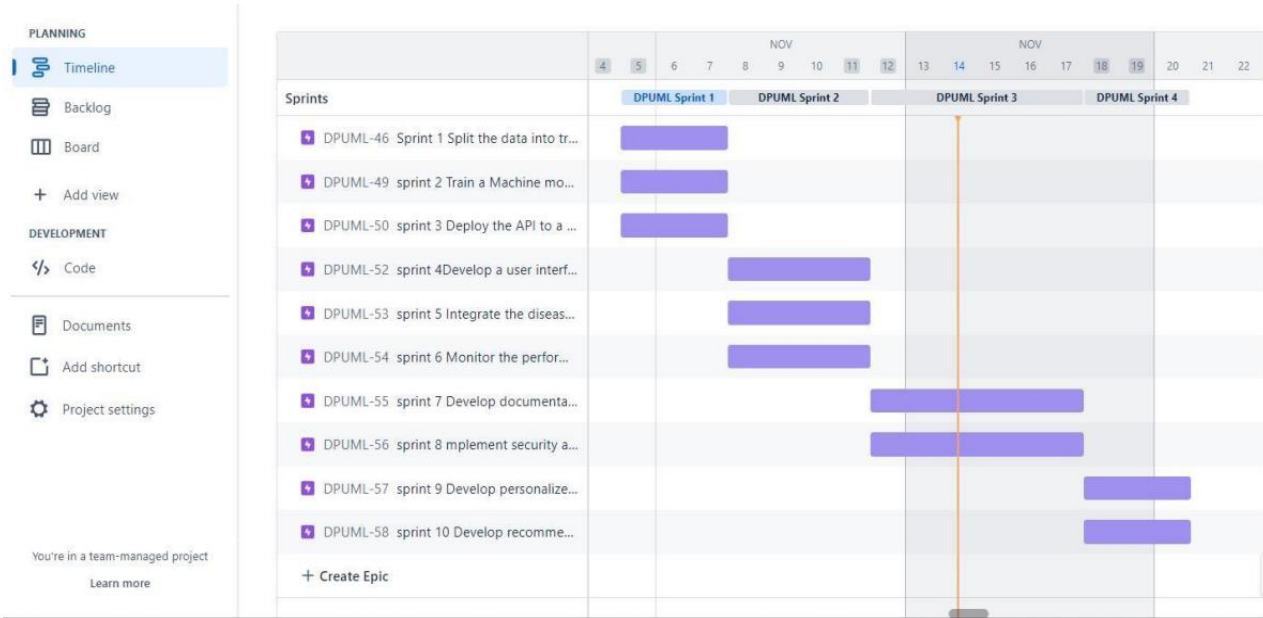 PLANNING
Timeline
Backlog
Board
+ Add view
DEVELOPMENT
</> Code
Documents
Add shortcut
Project settings
You're in a team-managed project
Learn more
NOV NOV
4 5 6 7 8 9 10 11 12 13 14 15 16 17 18 19 20 21 22
Sprints DPUML Sprint 1 DPUML Sprint 2 DPUML Sprint 3 DPUML Sprint 4
DPUML-46 Sprint 1 Split the data into tr...
DPUML-49 sprint 2 Train a Machine mo...
DPUML-50 sprint 3 Deploy the API to a ...
DPUML-52 sprint 4Develop a user interf...
DPUML-53 sprint 5 Integrate the diseas...
DPUML-54 sprint 6 Monitor the perfor...
DPUML-55 sprint 7 Develop documenta...
DPUML-56 sprint 8 mplement security a...
DPUML-57 sprint 9 Develop personalize...
DPUML-58 sprint 10 Develop recomme...
+ Create Epic